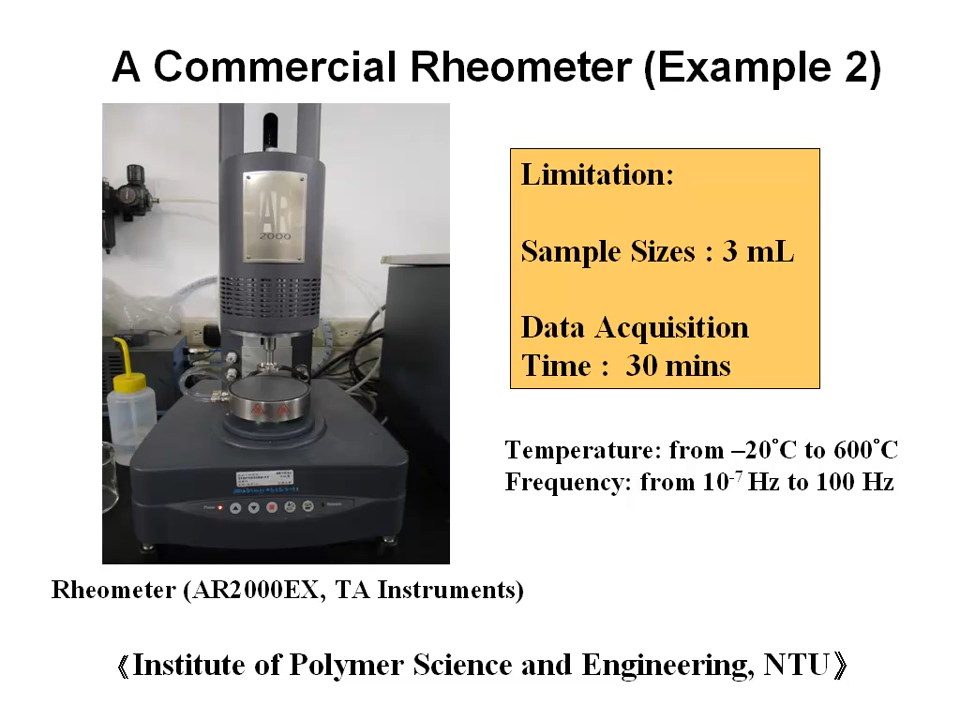 A Commercial Rheometer (Example 2)
AR
2000
Limitation:
Sample Sizes : 3 mL
Data Acquisition
Time : 30 mins
Temperature: from –20°C to 600°C
Frequency: from 10⁻⁷ Hz to 100 Hz
Rheometer (AR2000EX, TA Instruments)
《Institute of Polymer Science and Engineering, NTU》